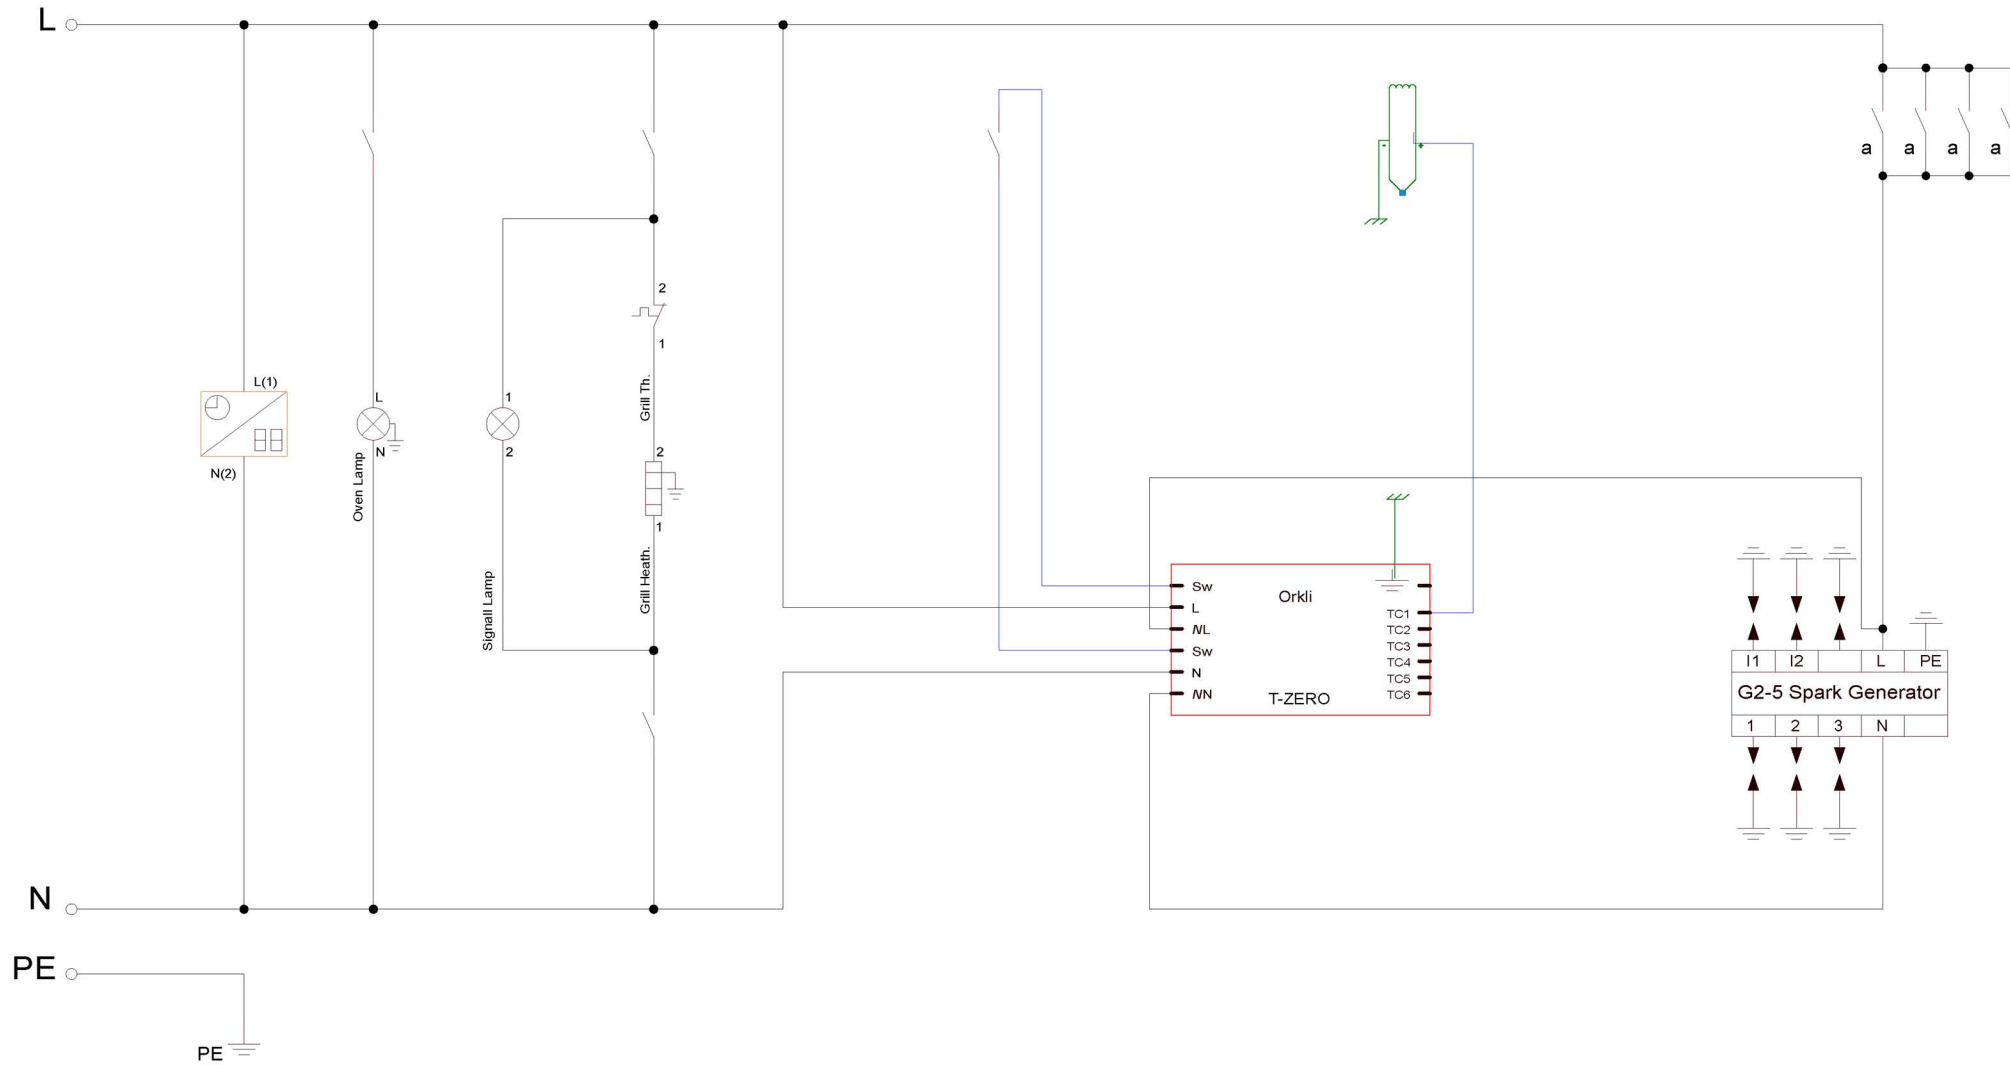 L
a a a a
- +
2
1
L(1)
N(2)
L
N
Oven Lamp
1
2
Signall Lamp
Grill Th.
2
1
Grill Heath.
Sw
L
NL
Sw
N
NN
Orkli
T-ZERO
TC1
TC2
TC3
TC4
TC5
TC6
I1 I2 L PE
G2-5 Spark Generator
1 2 3 N
N
PE
PE